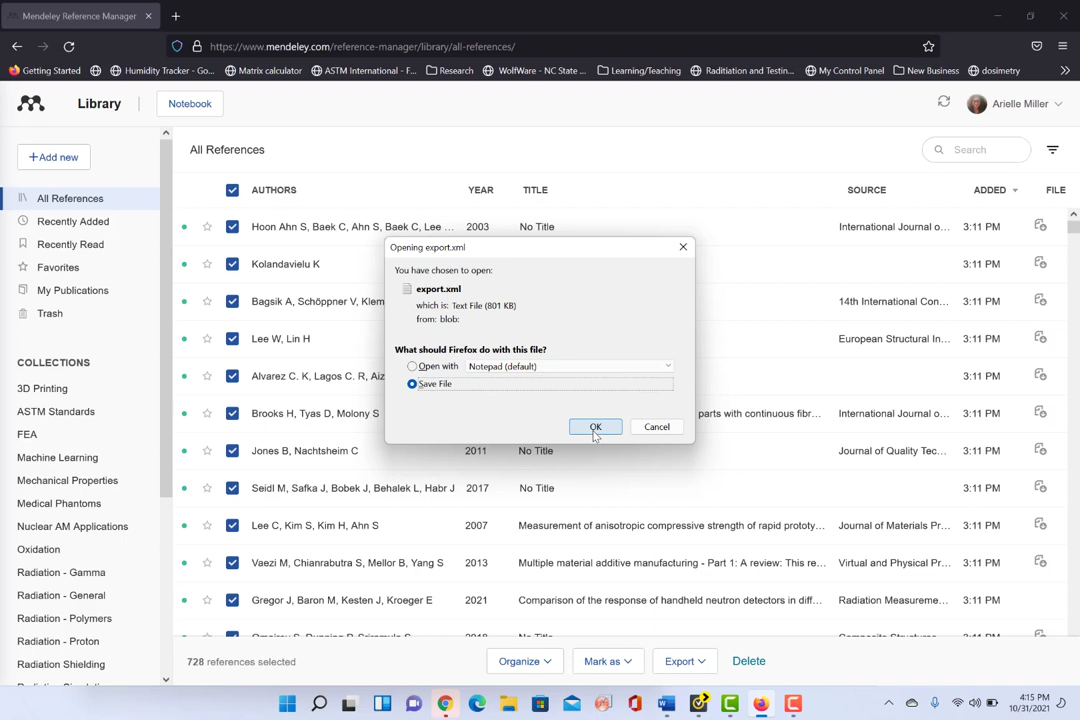 Mendeley Reference Manager
https://www.mendeley.com/reference-manager/library/all-references/
Getting Started
Humidity Tracker - Go...
Matrix calculator
ASTM International - F...
Research
WolfWare - NC State ...
Learning/Teaching
Raditiation and Testin...
My Control Panel
New Business
dosimetry
Library
Notebook
Arielle Miller
+Add new
All References
Search
All References
Recently Added
Recently Read
Favorites
My Publications
Trash
COLLECTIONS
3D Printing
ASTM Standards
FEA
Machine Learning
Mechanical Properties
Medical Phantoms
Nuclear AM Applications
Oxidation
Radiation - Gamma
Radiation - General
Radiation - Polymers
Radiation - Proton
Radiation Shielding
AUTHORS YEAR TITLE SOURCE ADDED FILE
Hoon Ahn S, Baek C, Ahn S, Baek C, Lee ... 2003 No Title International Journal o... 3:11 PM
Kolandavielu K 3:11 PM
Bagsik A, Schöppner V, Klem 14th International Con... 3:11 PM
Lee W, Lin H European Structural In... 3:11 PM
Alvarez C. K, Lagos C. R, Aiz 3:11 PM
Brooks H, Tyas D, Molony S parts with continuous fibr... International Journal o... 3:11 PM
Jones B, Nachtsheim C 2011 No Title Journal of Quality Tec... 3:11 PM
Seidl M, Safka J, Bobek J, Behalek L, Habr J 2017 No Title 3:11 PM
Lee C, Kim S, Kim H, Ahn S 2007 Measurement of anisotropic compressive strength of rapid prototy... Journal of Materials Pr... 3:11 PM
Vaezi M, Chianrabutra S, Mellor B, Yang S 2013 Multiple material additive manufacturing - Part 1: A review: This re... Virtual and Physical Pr... 3:11 PM
Gregor J, Baron M, Kesten J, Kroeger E 2021 Comparison of the response of handheld neutron detectors in diff... Radiation Measureme... 3:11 PM
Opening export.xml
You have chosen to open:
export.xml
which is: Text File (801 KB)
from: blob:
What should Firefox do with this file?
Open with Notepad (default)
Save File
OK Cancel
728 references selected
Organize
Mark as
Export
Delete
4:15 PM
10/31/2021